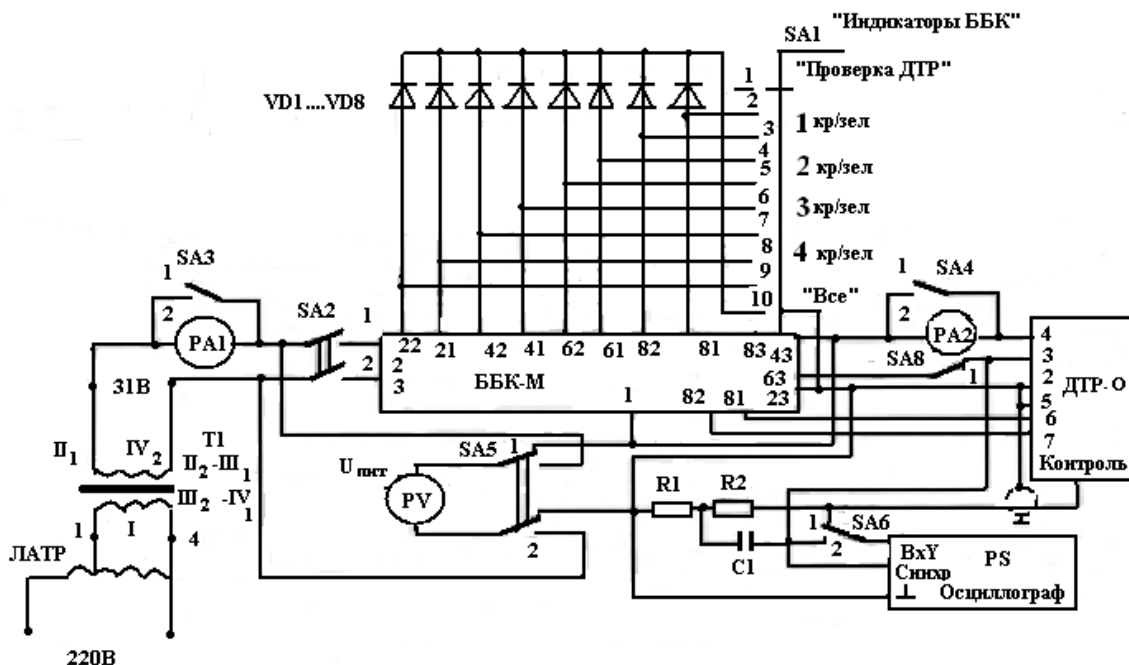 "Индикаторы ББК"
SA1
1
"Проверка ДТР"
2
VD1....VD8
3
1 кр/зел
4
5
2 кр/зел
6
3 кр/зел
7
8
4 кр/зел
9
10
"Все"
SA3
1
2
PA1
SA2
1
2
SA4
1
2
PA2
22 21 42 41 62 61 82 81 83 43
2
3
ББК-М
63
23
1 82 81
SA8
1
4
3
2
5
6
7
ДТР- О
Контроль
31В
II1 IV2 T1
II2-III1
III2 -IV1
1 I 4
ЛАТР
220В
Uпит
PV
SA5
1
2
R1 R2
C1
1
2
SA6
H
ВхY PS
Синхр
⊥ Осциллограф